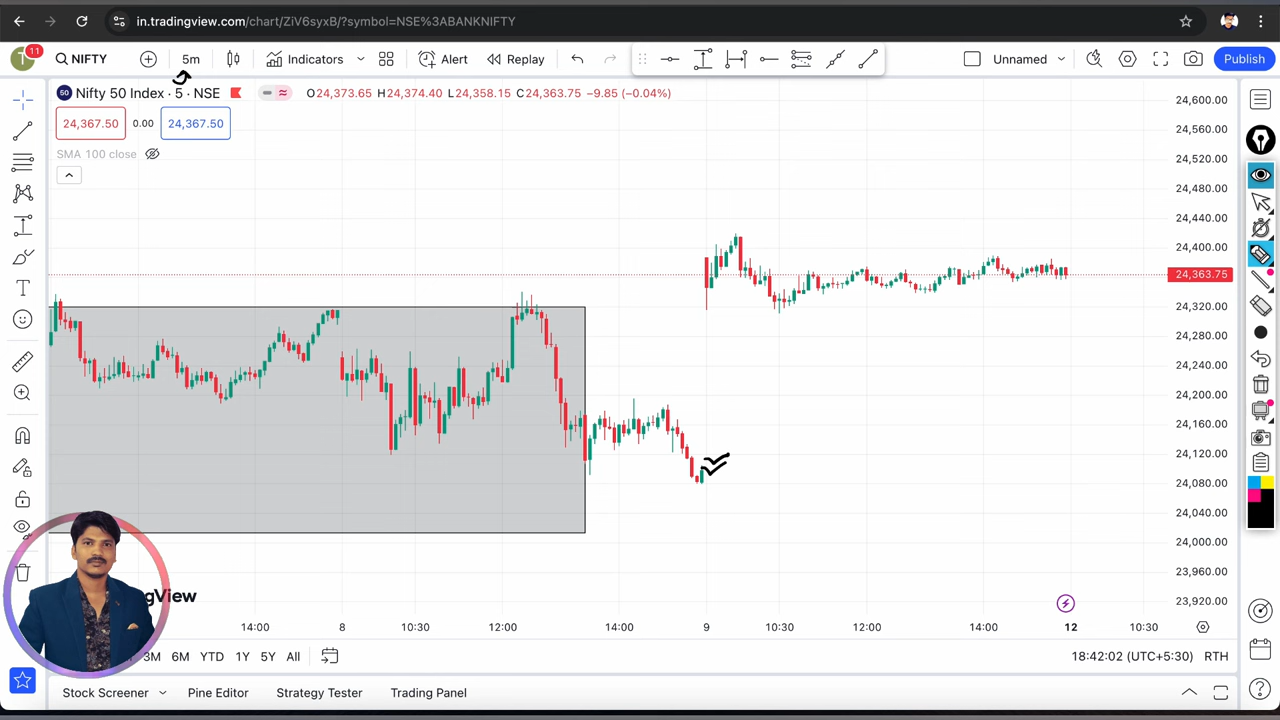 in.tradingview.com/chart/ZiV6syxB/?symbol=NSE%3ABANKNIFTY
T 11 NIFTY 5m Indicators Alert Replay Unnamed Publish
50 Nifty 50 Index · 5 · NSE O24,373.65 H24,374.40 L24,358.15 C24,363.75 -9.85 (-0.04%)
24,367.50 0.00 24,367.50
SMA 100 close
24,600.00
24,560.00
24,520.00
24,480.00
24,440.00
24,400.00
24,363.75
24,320.00
24,280.00
24,240.00
24,200.00
24,160.00
24,120.00
24,080.00
24,040.00
24,000.00
23,960.00
23,920.00
gView
14:00 8 10:30 12:00 14:00 9 10:30 12:00 14:00 12 10:30
3M 6M YTD 1Y 5Y All 18:42:02 (UTC+5:30) RTH
Stock Screener Pine Editor Strategy Tester Trading Panel